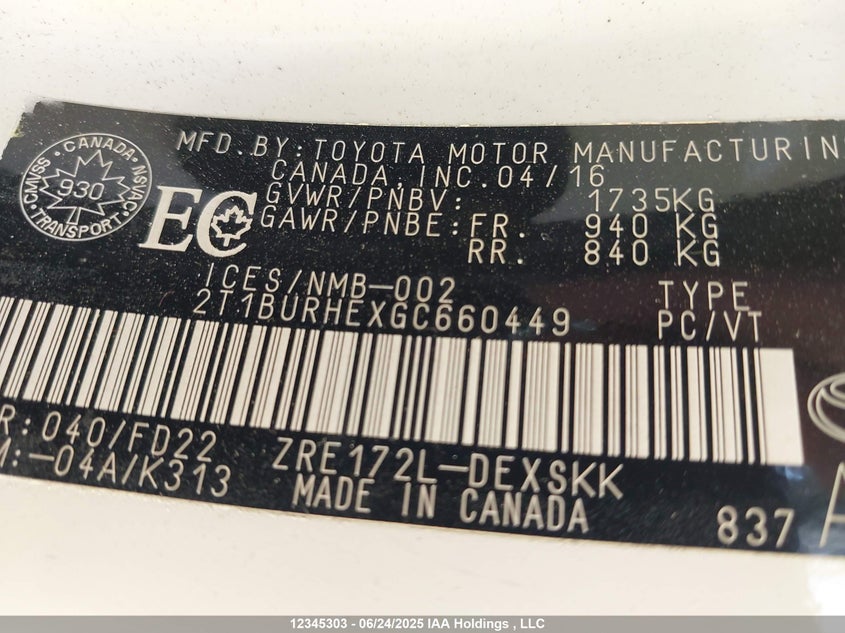 CANADA
CMVSS
NSVAC
930
TRANSPORT
EC
MFD. BY: TOYOTA MOTOR MANUFACTURIN
CANADA, INC. 04/16
GVWR/PNBV: 1735KG
GAWR/PNBE: FR. 940 KG
RR. 840 KG
ICES/NMB-002
2T1BURHEXGC660449
TYPE
PC/VT
R: 040/FD22
M:-04A/K313
ZRE172L-DEXSKK
MADE IN CANADA
837
12345303 - 06/24/2025 IAA Holdings , LLC